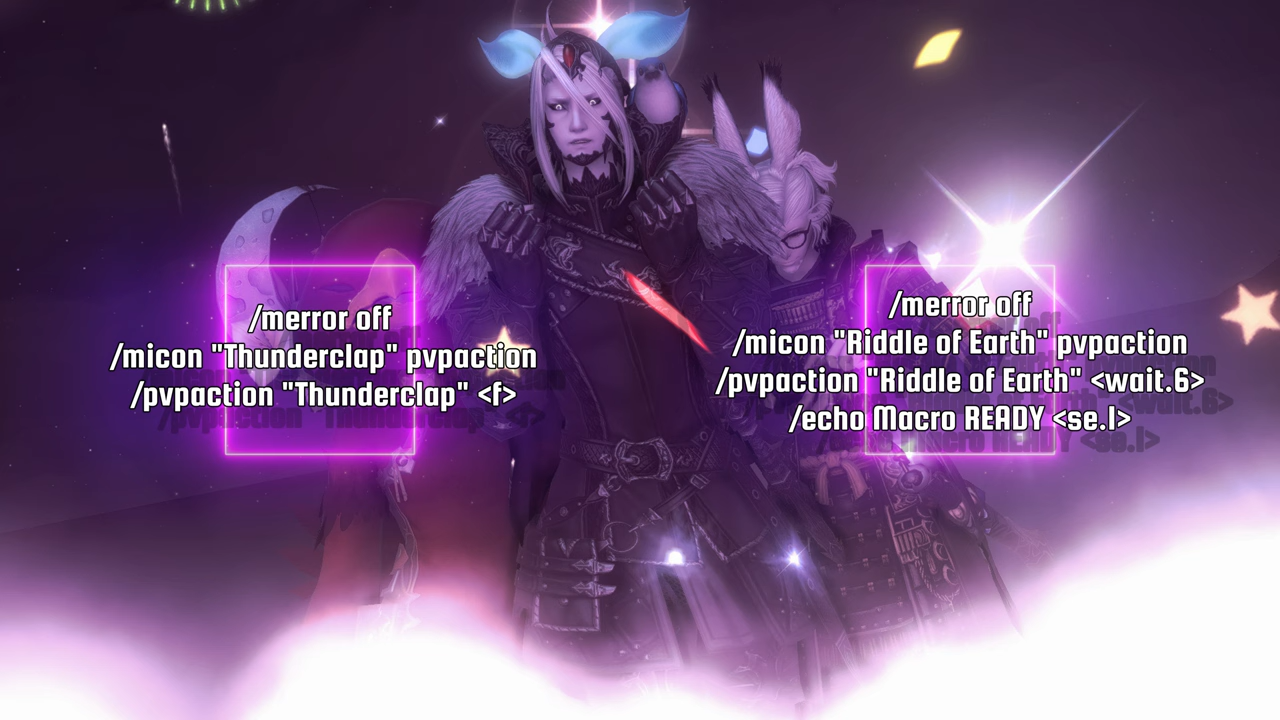 /merror off
/micon "Thunderclap" pvpaction
/pvpaction "Thunderclap" <f>
/merror off
/micon "Riddle of Earth" pvpaction
/pvpaction "Riddle of Earth" <wait.6>
/echo Macro READY <se.1>